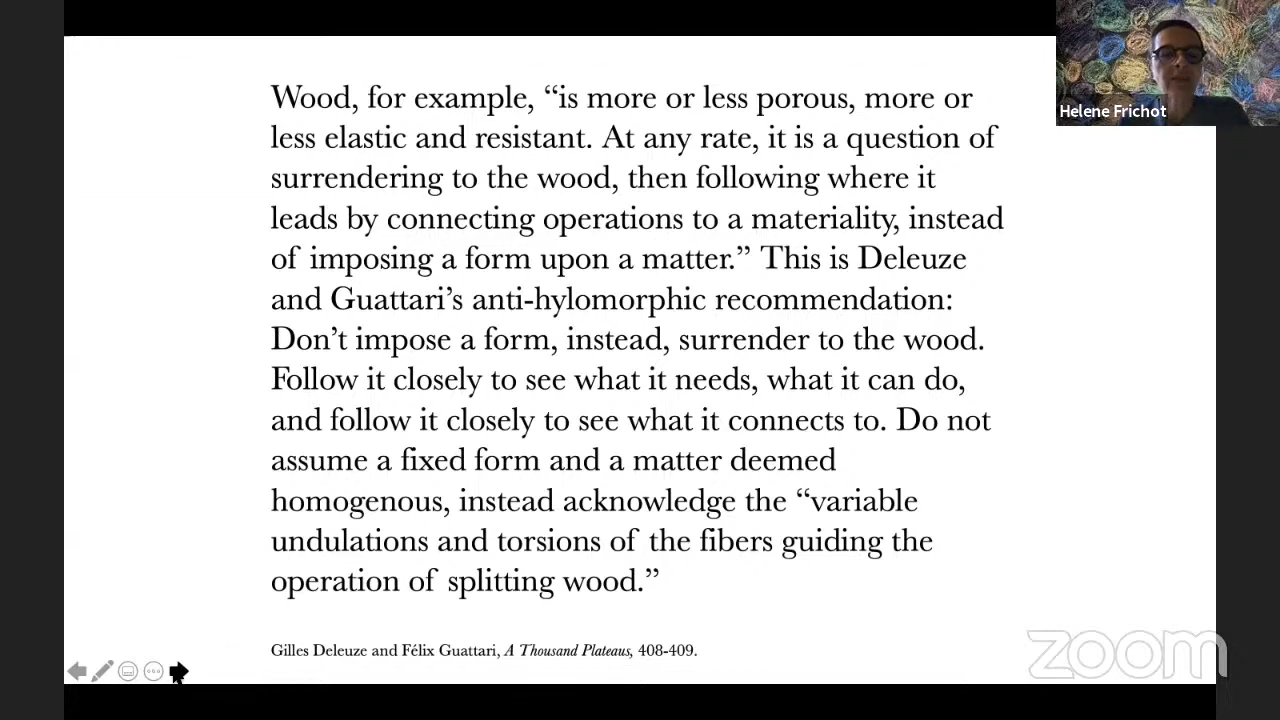 Helene Frichot
Wood, for example, “is more or less porous, more or
less elastic and resistant. At any rate, it is a question of
surrendering to the wood, then following where it
leads by connecting operations to a materiality, instead
of imposing a form upon a matter.” This is Deleuze
and Guattari’s anti-hylomorphic recommendation:
Don’t impose a form, instead, surrender to the wood.
Follow it closely to see what it needs, what it can do,
and follow it closely to see what it connects to. Do not
assume a fixed form and a matter deemed
homogenous, instead acknowledge the “variable
undulations and torsions of the fibers guiding the
operation of splitting wood.”
Gilles Deleuze and Félix Guattari, A Thousand Plateaus, 408-409.
zoom